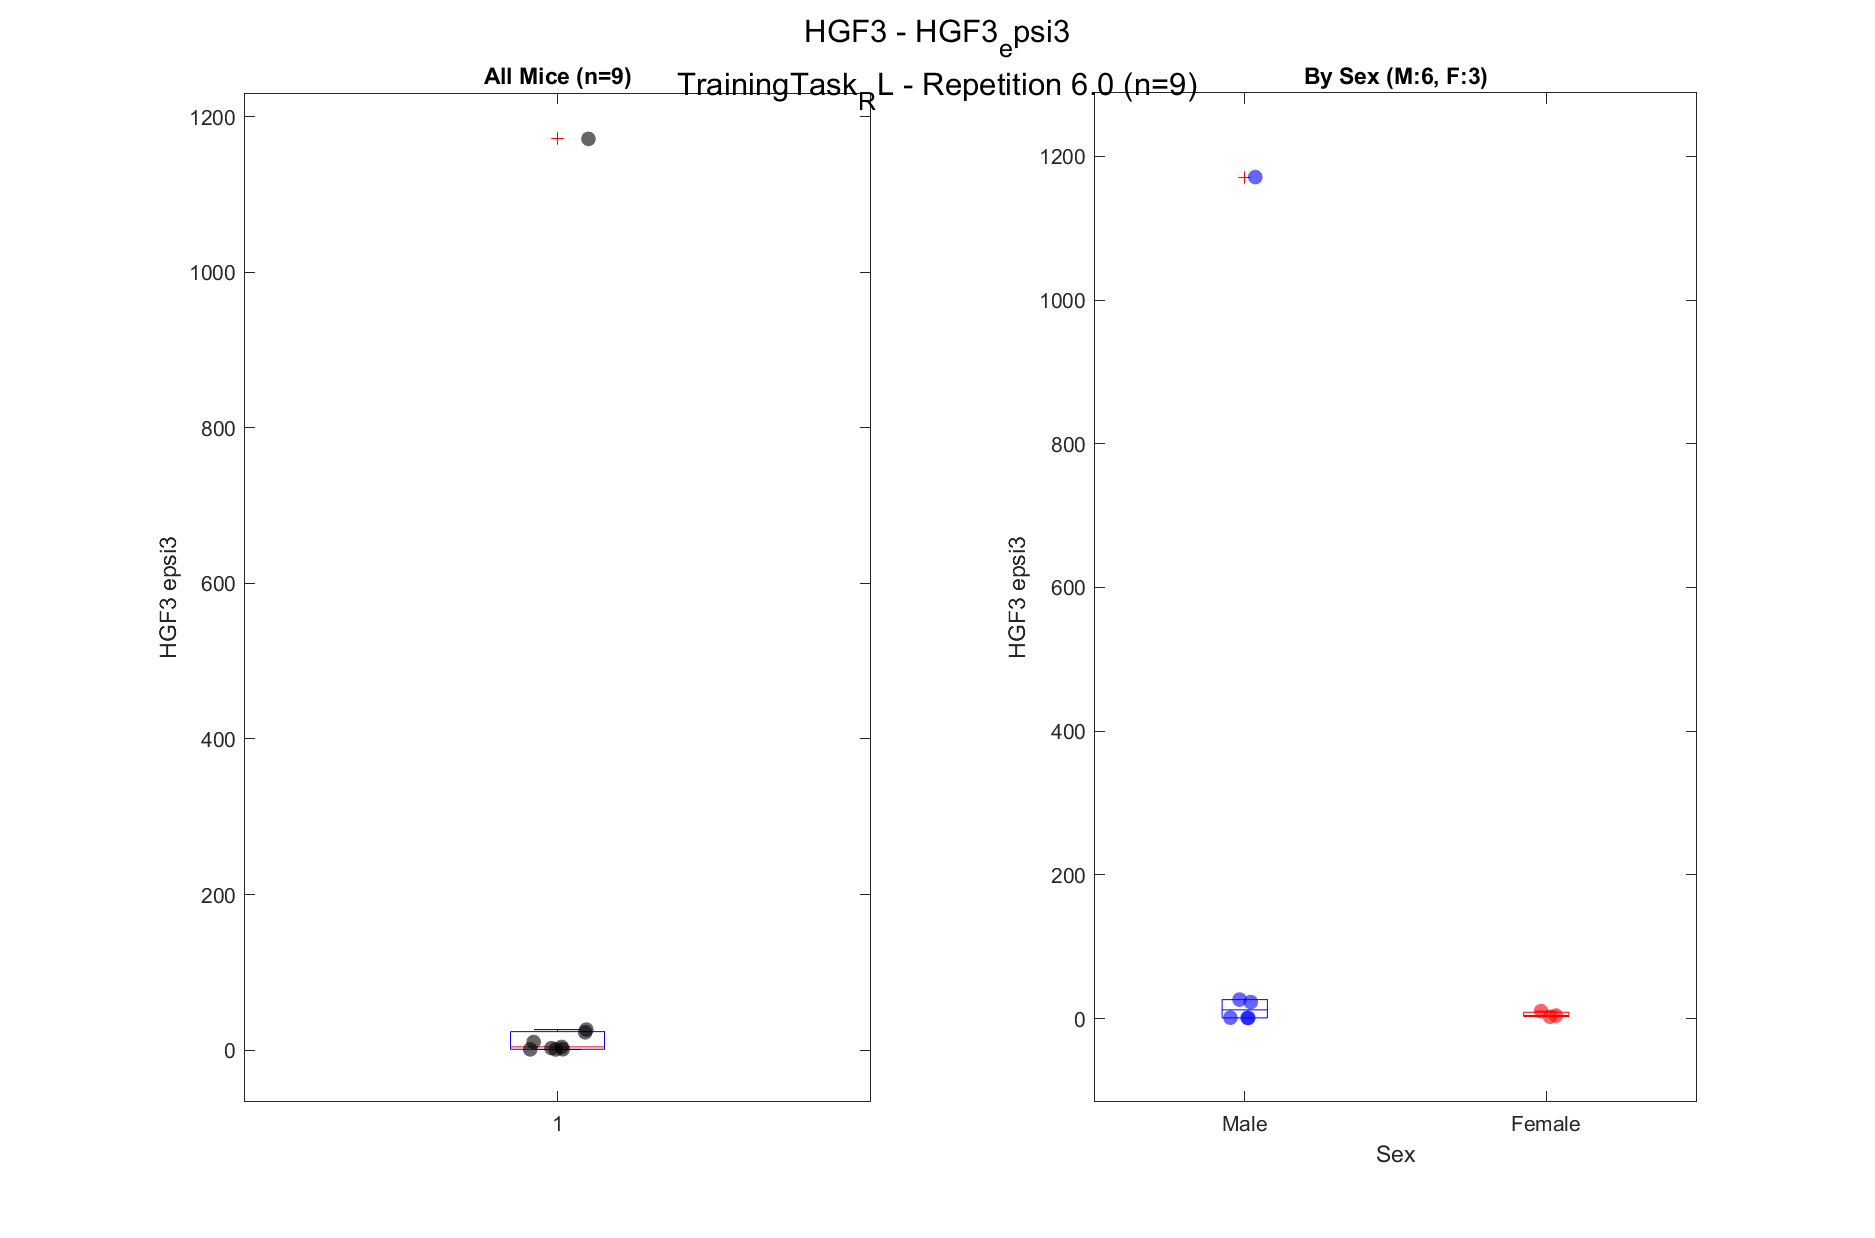 HGF3 - HGF3epsi3
TrainingTaskRL - Repetition 6.0 (n=9)
All Mice (n=9)
1200
1000
800
600
400
200
0
HGF3 epsi3
1
By Sex (M:6, F:3)
1200
1000
800
600
400
200
0
HGF3 epsi3
Male Female
Sex